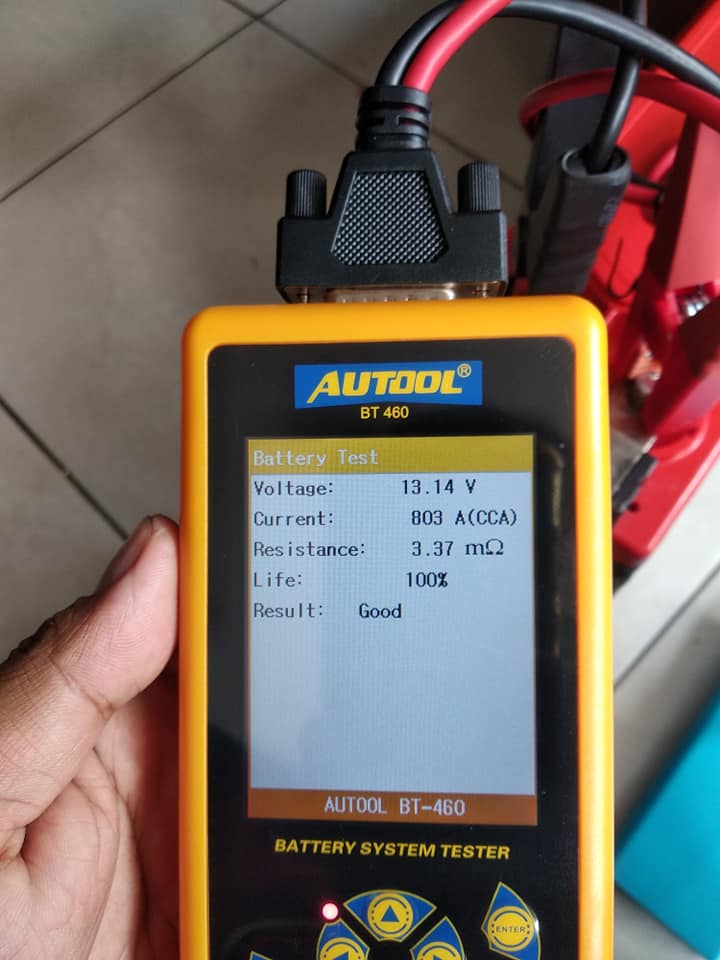 AUTOOL®
BT 460
Battery Test
Voltage: 13.14 V
Current: 803 A(CCA)
Resistance: 3.37 mΩ
Life: 100%
Result: Good
AUTOOL BT-460
BATTERY SYSTEM TESTER
ENTER